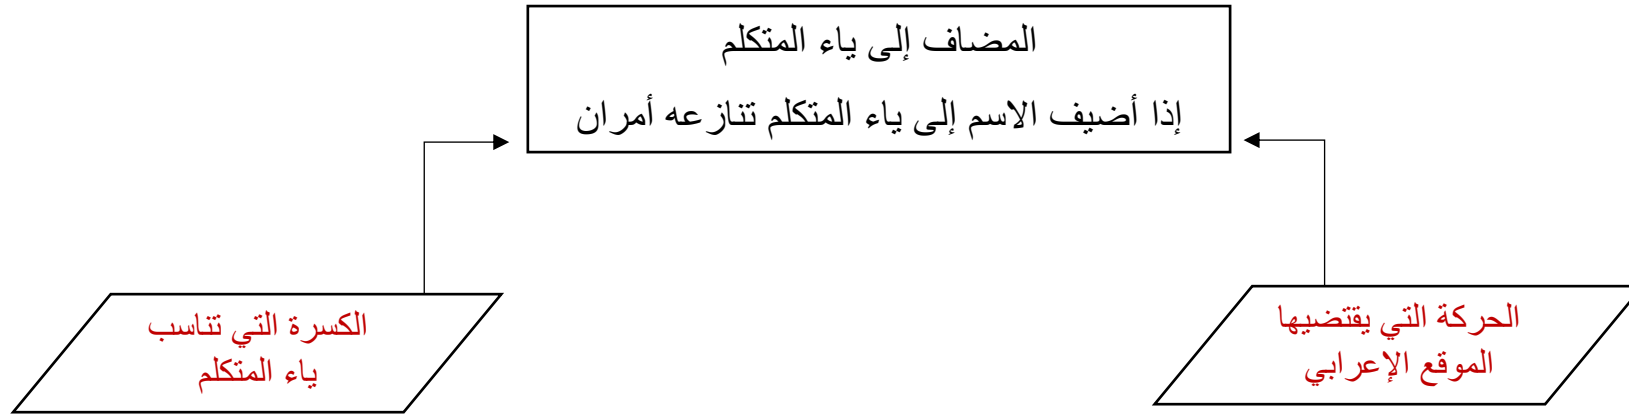 المضاف إلى ياء المتكلم
إذا أضيف الاسم إلى ياء المتكلم تنازعه أمران
الحركة التي يقتضيها
الموقع الإعرابي
الكسرة التي تناسب
ياء المتكلم